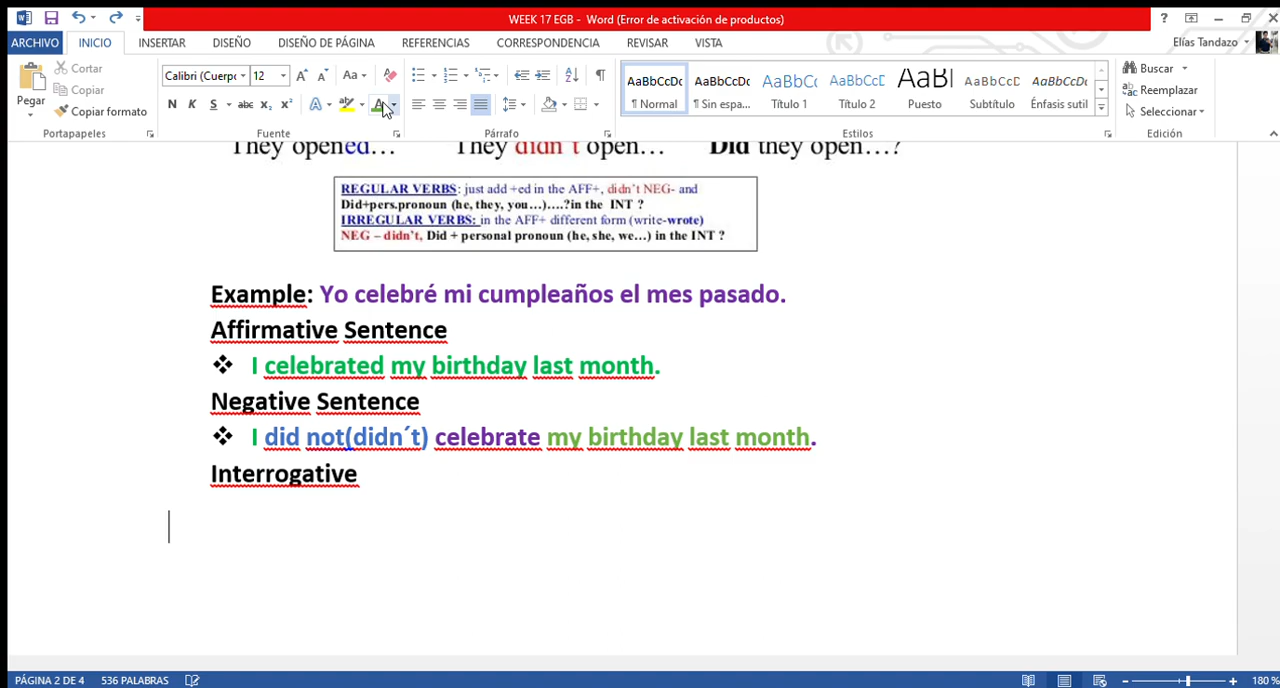 WEEK 17 EGB - Word (Error de activación de productos)
ARCHIVO INICIO INSERTAR DISEÑO DISEÑO DE PÁGINA REFERENCIAS CORRESPONDENCIA REVISAR VISTA Elías Tandazo
Cortar
Copiar
Copiar formato
Pegar
Portapapeles
Calibri (Cuerpo 12 Aa
N K S abc x₂ x²
Fuente
Párrafo
AaBbCcDc AaBbCcDc AaBbCc AaBbCcD AaBl AaBbCcD AaBbCcDc
¶ Normal ¶ Sin espa... Título 1 Título 2 Puesto Subtítulo Énfasis sutil
Estilos
Buscar
Reemplazar
Seleccionar
Edición
They opened... They didn´t open... Did they open...?
REGULAR VERBS: just add +ed in the AFF+, didn’t NEG- and
Did+pers.pronoun (he, they, you...)....?in the INT ?
IRREGULAR VERBS: in the AFF+ different form (write-wrote)
NEG – didn’t, Did + personal pronoun (he, she, we...) in the INT ?
Example: Yo celebré mi cumpleaños el mes pasado.
Affirmative Sentence
❖ I celebrated my birthday last month.
Negative Sentence
❖ I did not(didn´t) celebrate my birthday last month.
Interrogative
PÁGINA 2 DE 4 536 PALABRAS 180 %